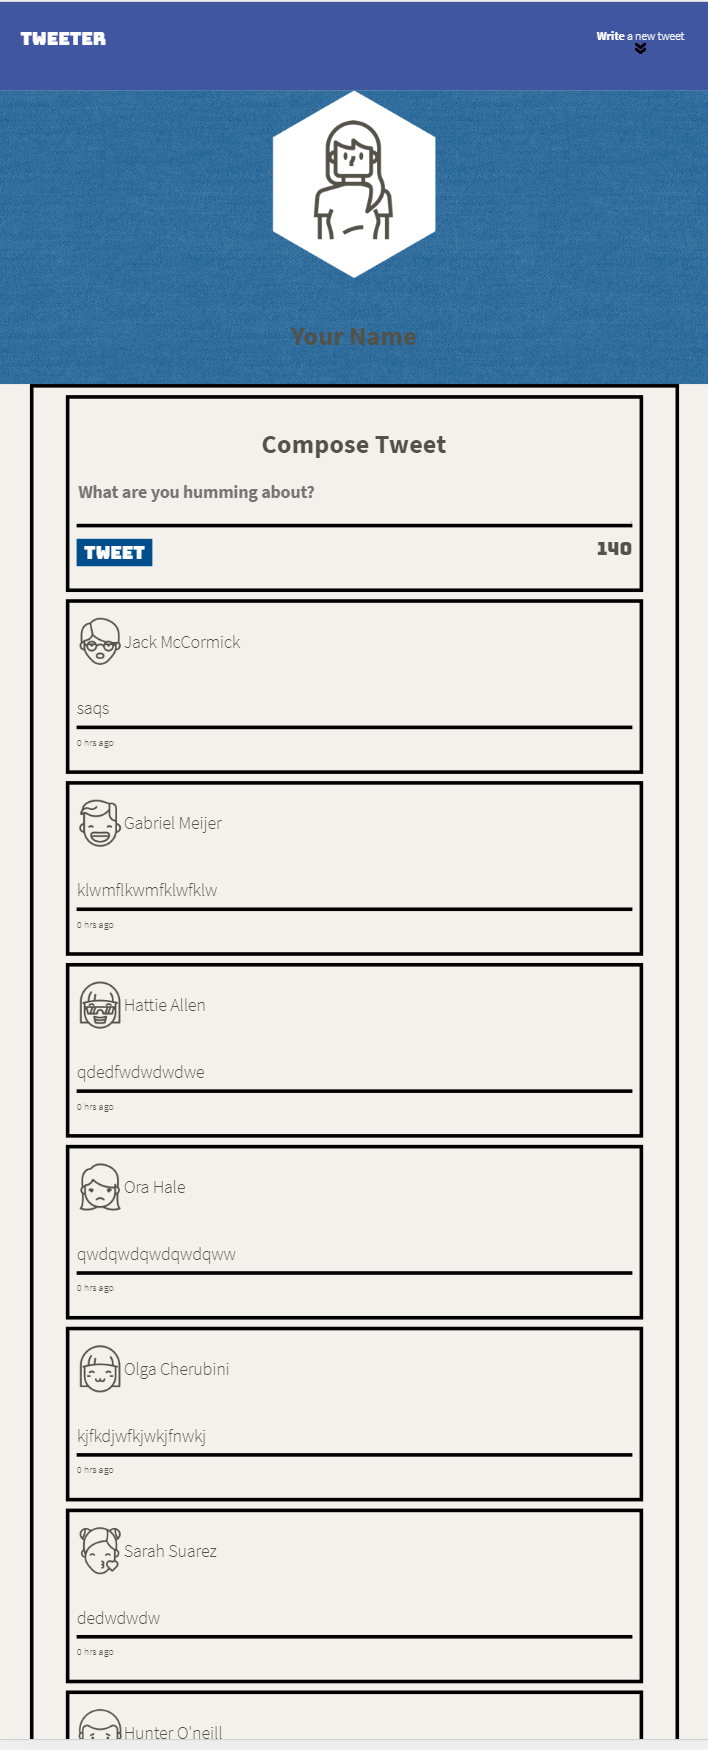 TWEETER
Write a new tweet
Your Name
Compose Tweet
What are you humming about?
TWEET
140
Jack McCormick
saqs
0 hrs ago
Gabriel Meijer
klwmflkwmfklwfklw
0 hrs ago
Hattie Allen
qdedfwdwdwdwe
0 hrs ago
Ora Hale
qwdqwdqwdqwdqww
0 hrs ago
Olga Cherubini
kjfkdjwfkjwkjfnwkj
0 hrs ago
Sarah Suarez
dedwdwdw
0 hrs ago
Hunter O'neill